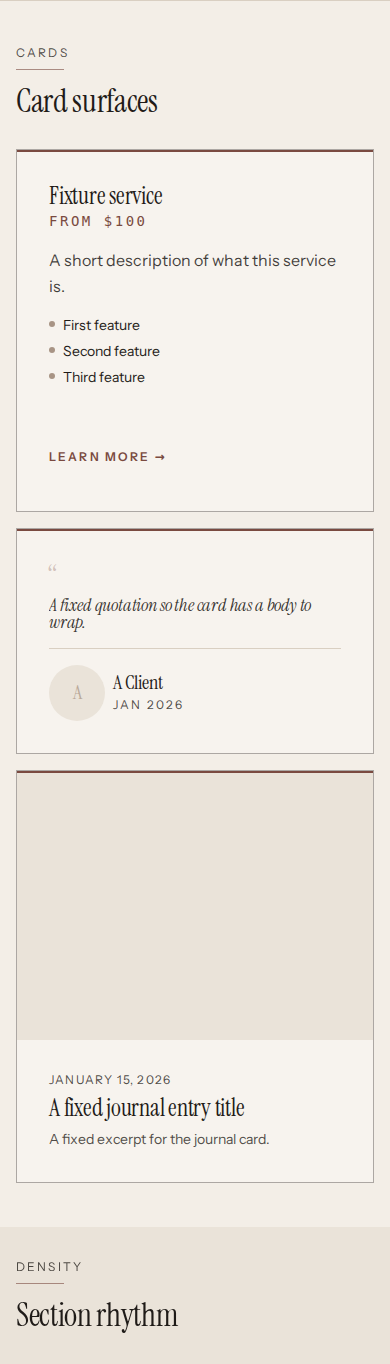 CARDS
Card surfaces
Fixture service
FROM $100
A short description of what this service
is.
First feature
Second feature
Third feature
LEARN MORE →
“
A fixed quotation so the card has a body to
wrap.
A
A Client
JAN 2026
JANUARY 15, 2026
A fixed journal entry title
A fixed excerpt for the journal card.
DENSITY
Section rhythm